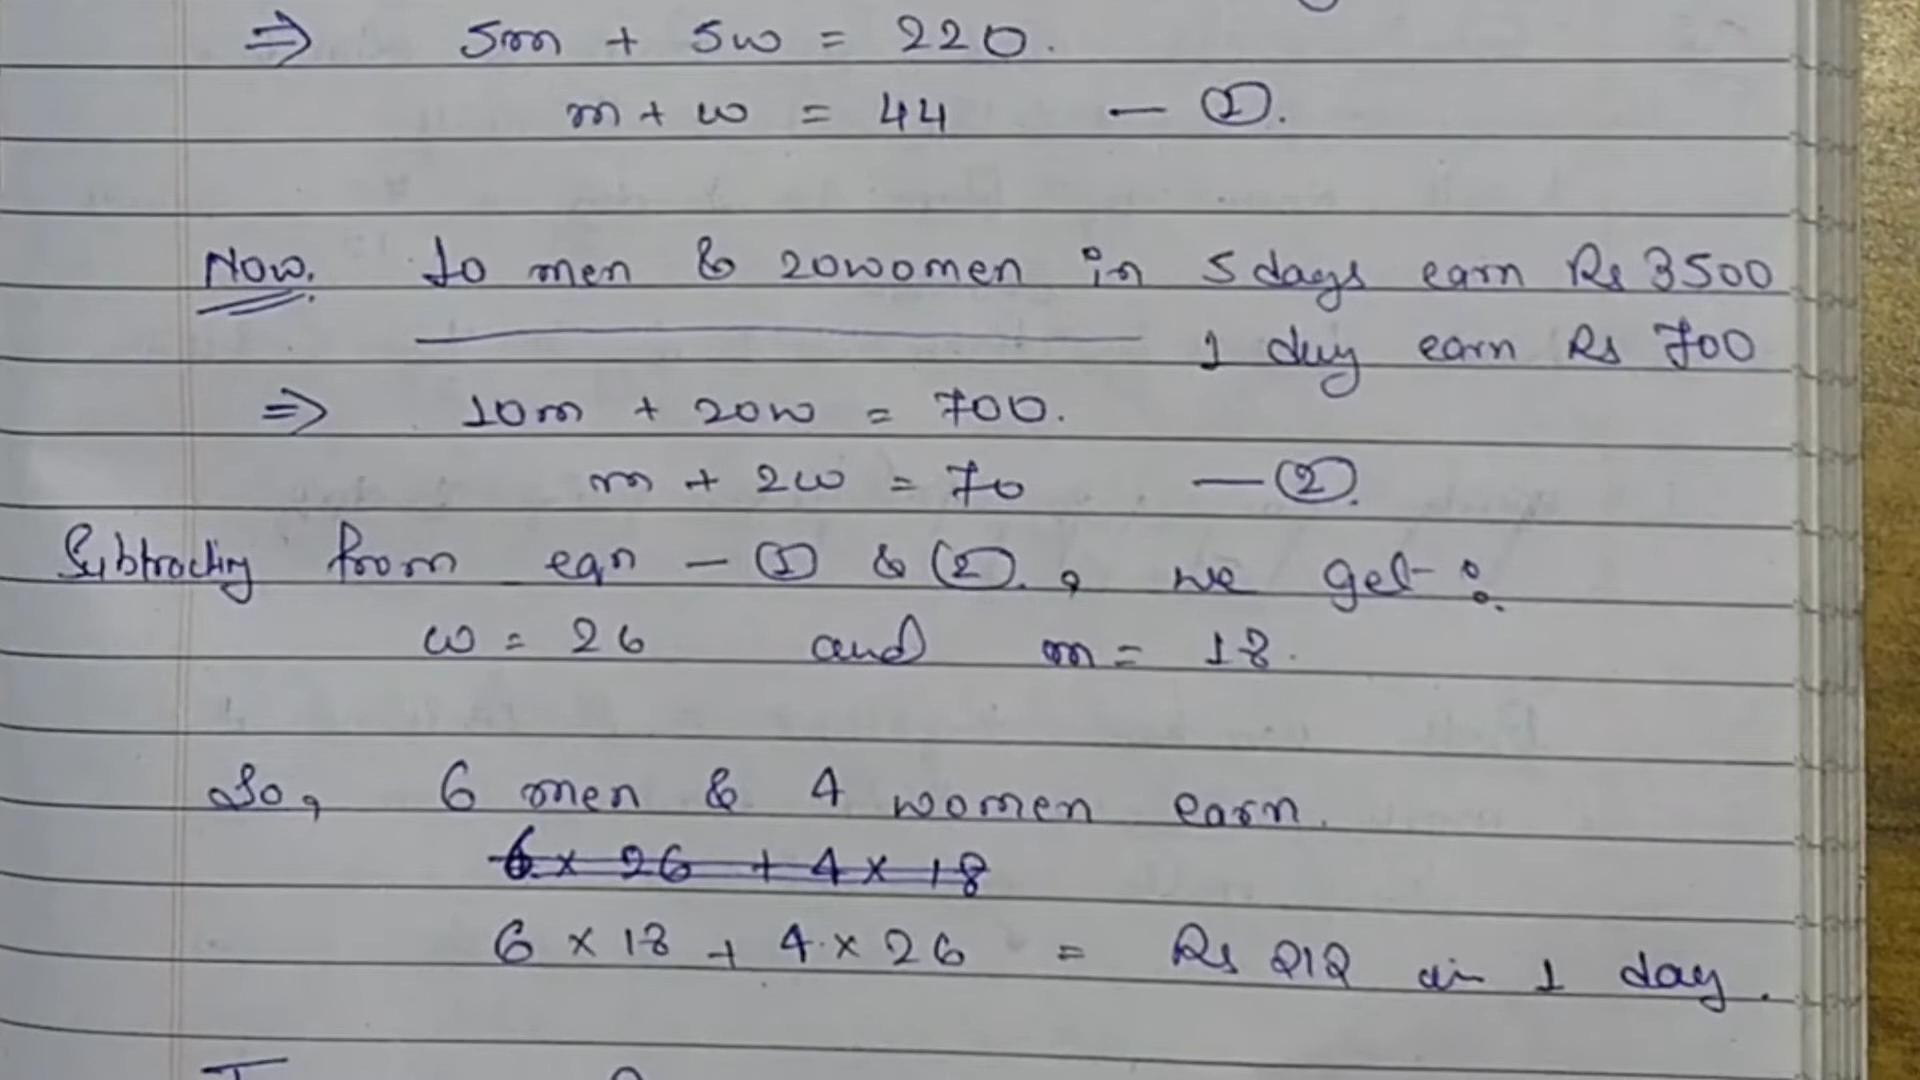 ⇒ 5m + 5w = 220.
m + w = 44 — ①.
Now. 10 men & 20women in 5 days earn Rs 3500
1 day earn Rs 700
⇒ 10m + 20w = 700.
m + 2w = 70 — ②.
Subtracting from eqn — ① & ②. , we get :
w = 26 and m = 18.
So, 6 men & 4 women earn.
6 x 26 + 4 x 18
6 x 18 + 4 x 26 = Rs 212 in 1 day.